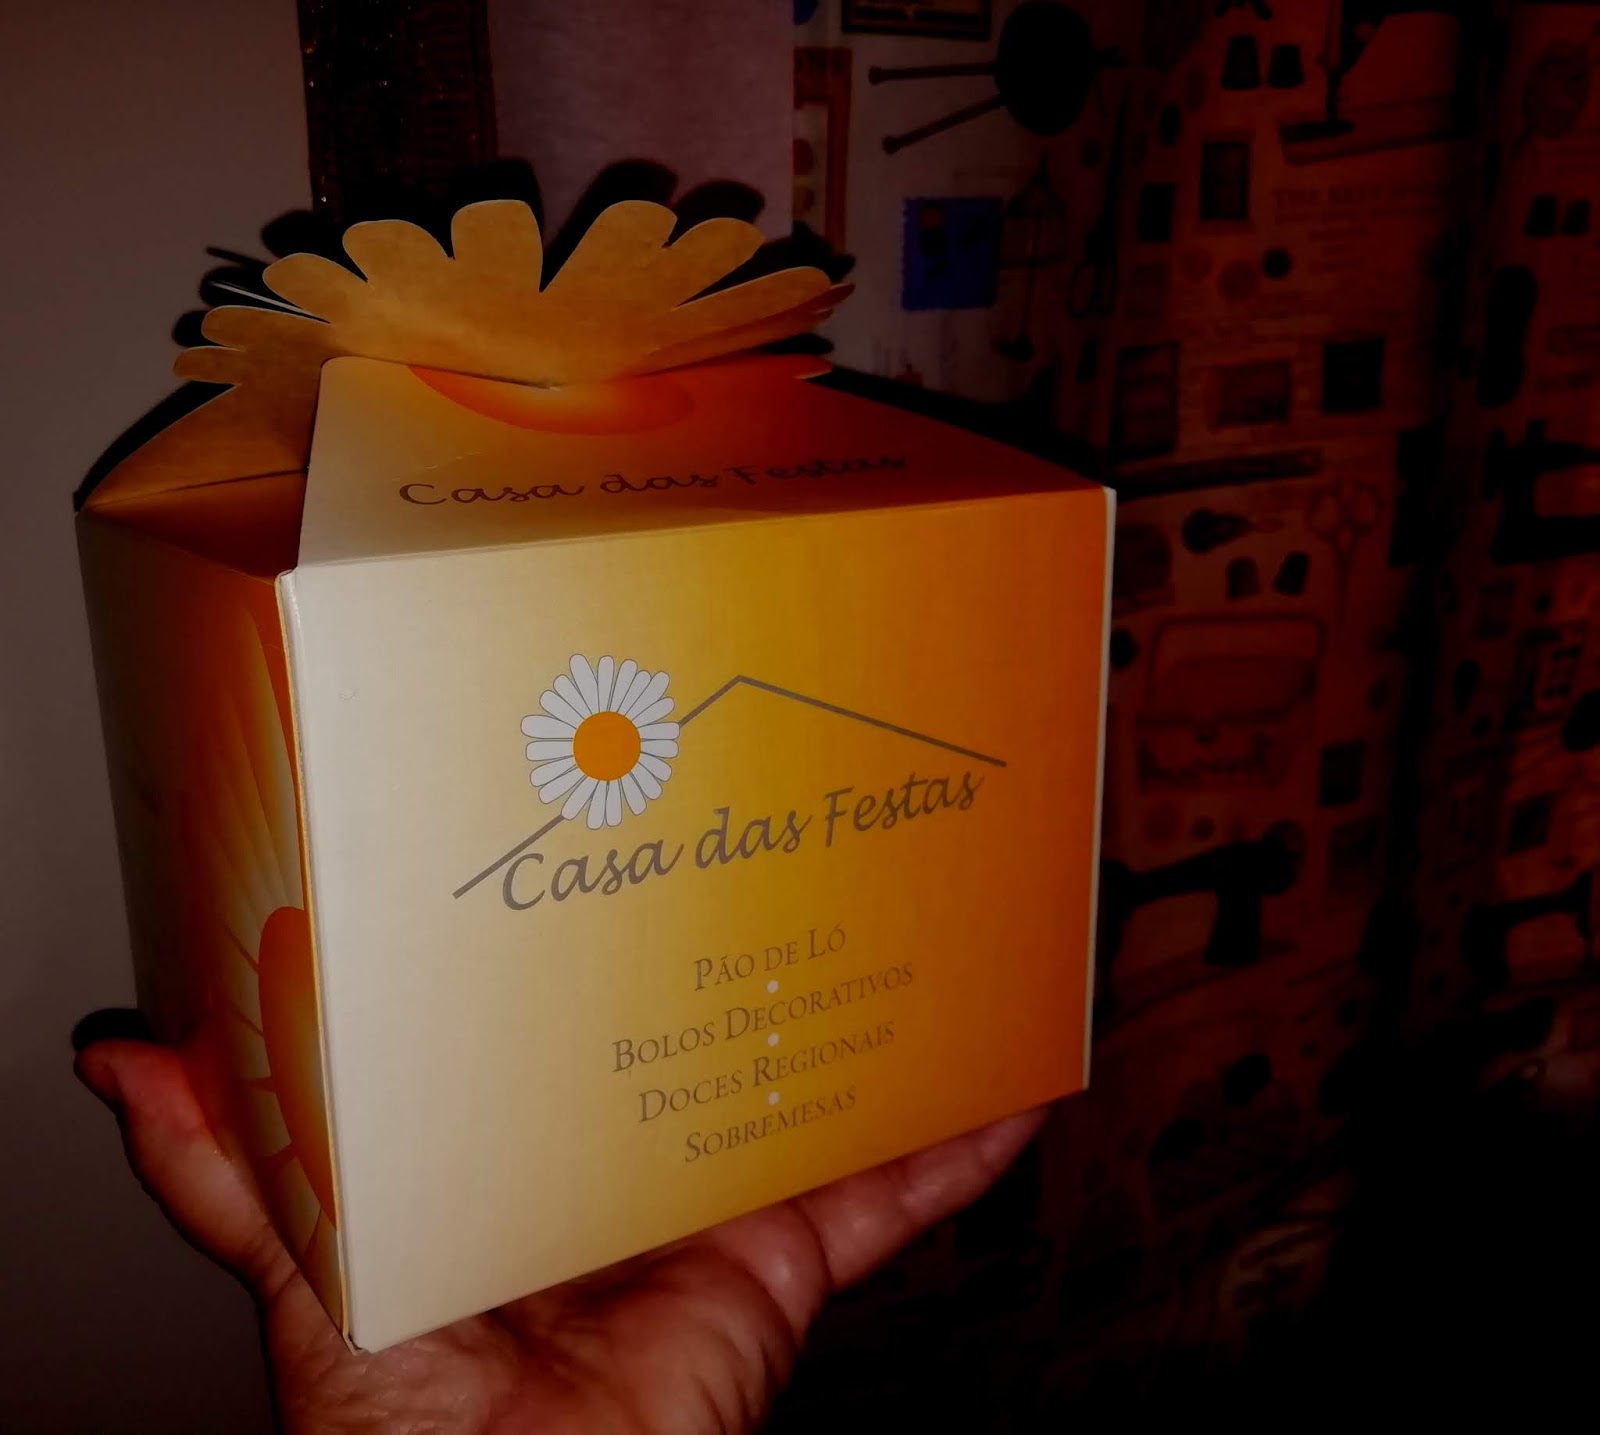 Casa das Festas
Casa das Festas
Pão de Ló
Bolos Decorativos
Doces Regionais
Sobremesas